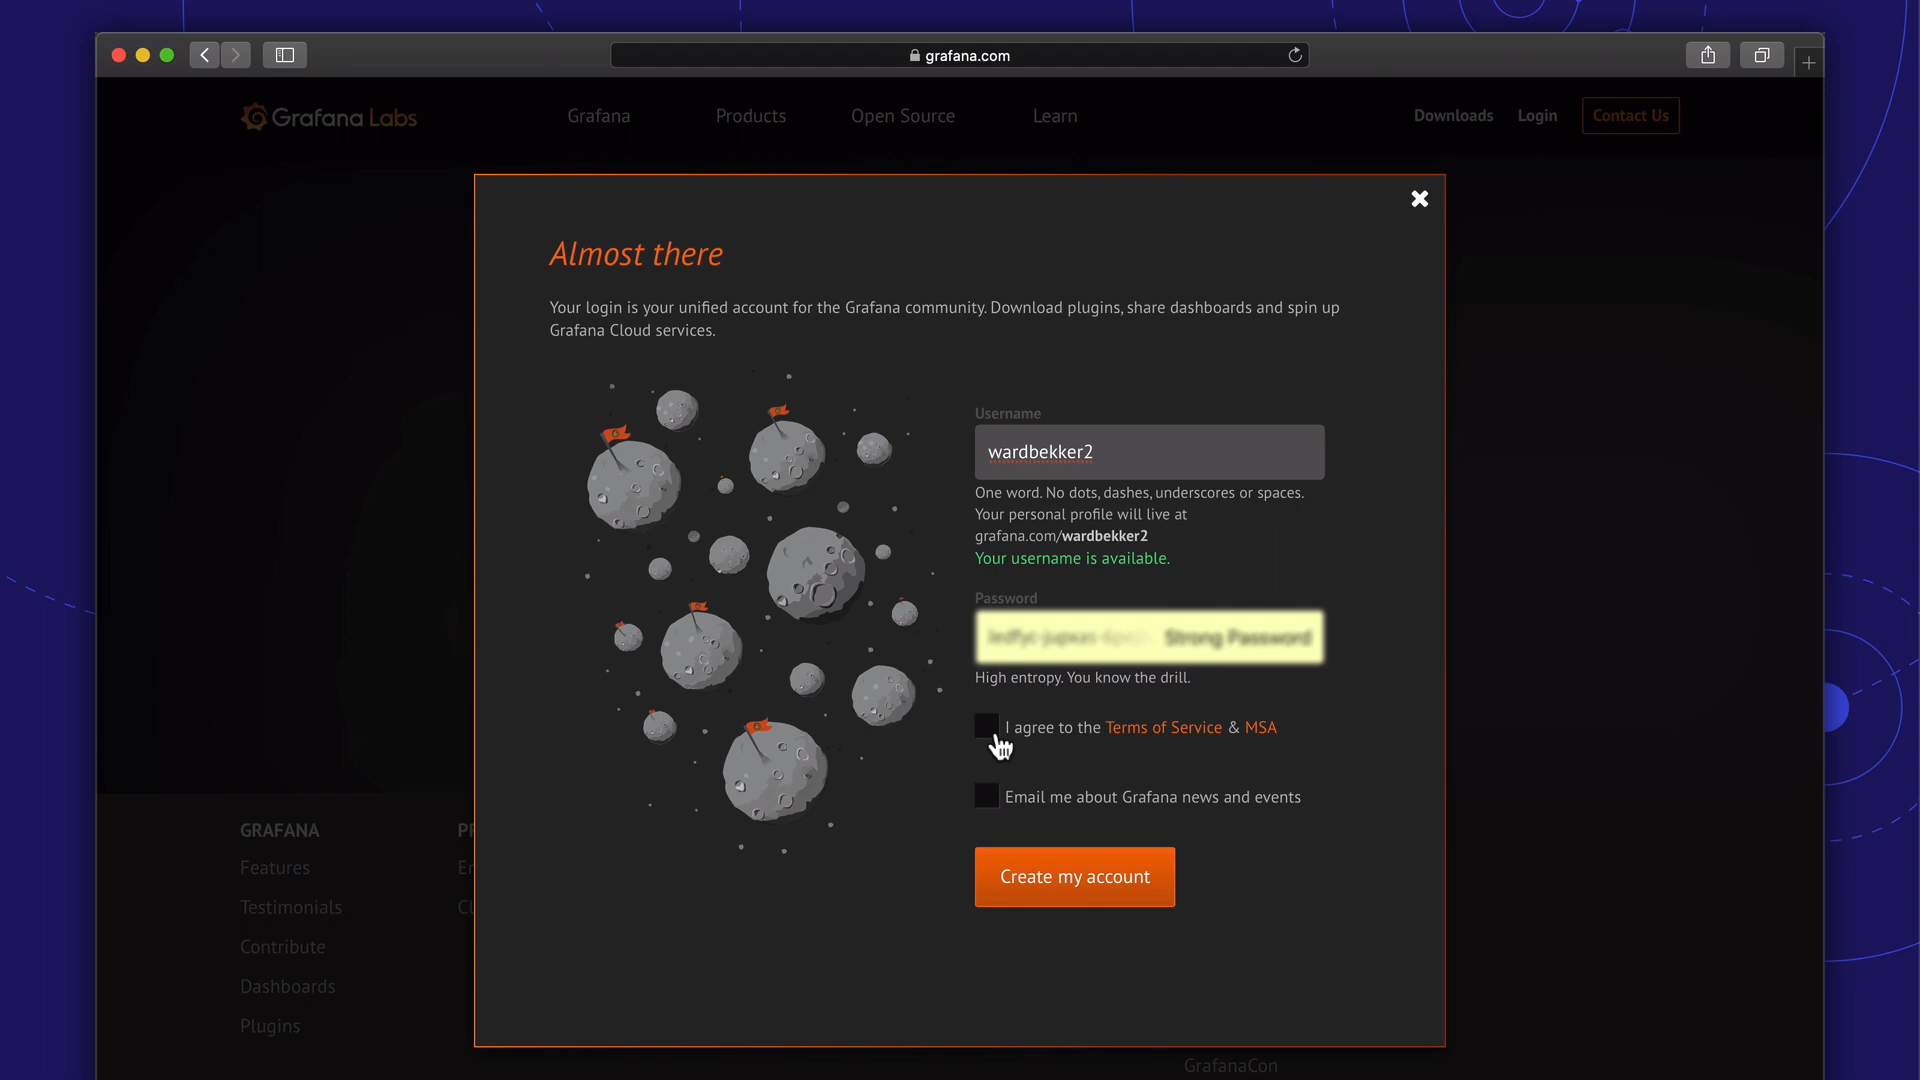 grafana.com
Grafana Labs
Grafana
Products
Open Source
Learn
Downloads
Login
Contact Us
Almost there
Your login is your unified account for the Grafana community. Download plugins, share dashboards and spin up
Grafana Cloud services.
Username
wardbekker2
One word. No dots, dashes, underscores or spaces.
Your personal profile will live at
grafana.com/wardbekker2
Your username is available.
Password
Strong Password
High entropy. You know the drill.
I agree to the Terms of Service & MSA
Email me about Grafana news and events
Create my account
GRAFANA
Features
Testimonials
Contribute
Dashboards
Plugins
GrafanaCon